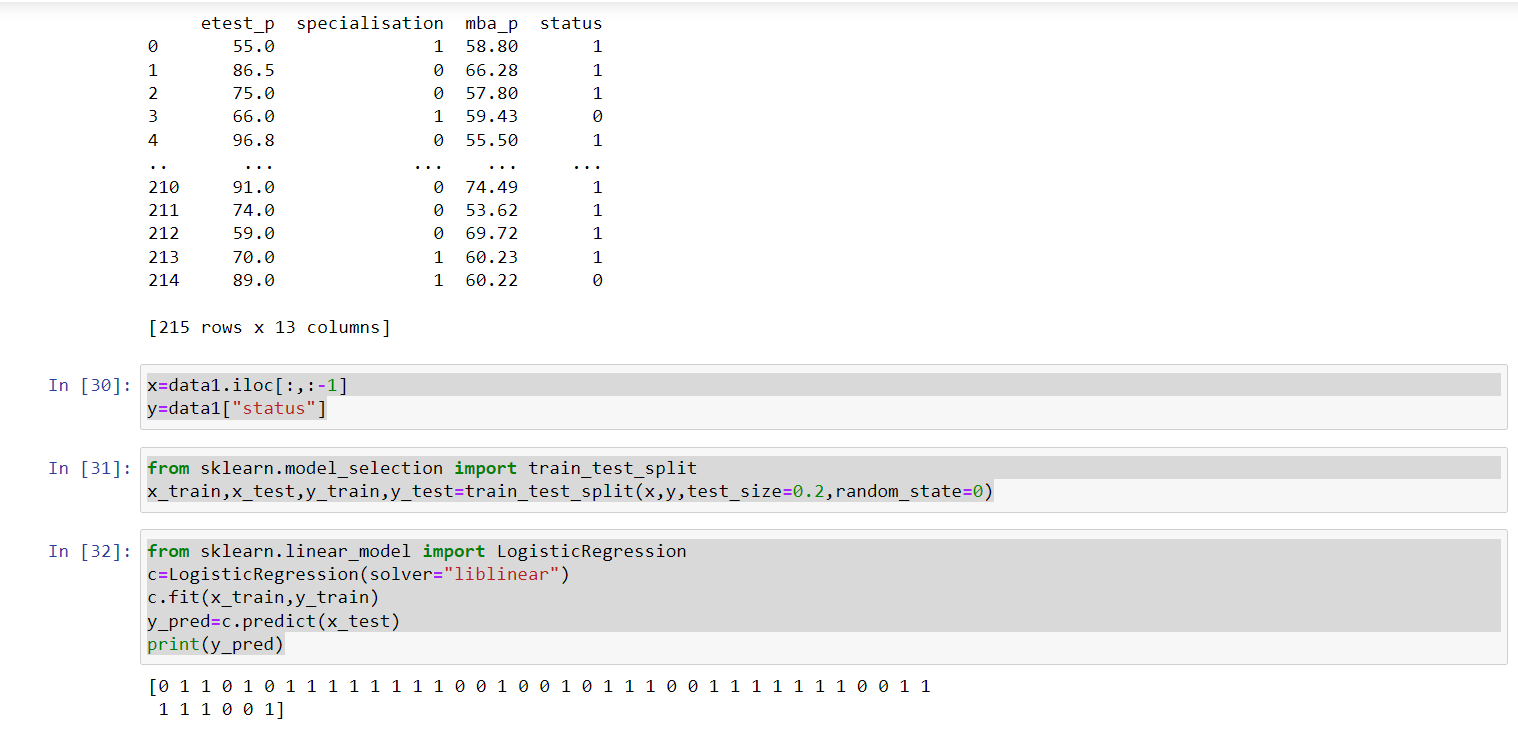 etest_p  specialisation  mba_p  status
0       55.0               1  58.80       1
1       86.5               0  66.28       1
2       75.0               0  57.80       1
3       66.0               1  59.43       0
4       96.8               0  55.50       1
..       ...             ...    ...     ...
210     91.0               0  74.49       1
211     74.0               0  53.62       1
212     59.0               0  69.72       1
213     70.0               1  60.23       1
214     89.0               1  60.22       0
[215 rows x 13 columns]
In [30]: x=data1.iloc[:,:-1]
y=data1["status"]
In [31]: from sklearn.model_selection import train_test_split
x_train,x_test,y_train,y_test=train_test_split(x,y,test_size=0.2,random_state=0)
In [32]: from sklearn.linear_model import LogisticRegression
c=LogisticRegression(solver="liblinear")
c.fit(x_train,y_train)
y_pred=c.predict(x_test)
print(y_pred)
[0 1 1 0 1 0 1 1 1 1 1 1 1 1 0 0 1 0 0 1 0 1 1 1 0 0 1 1 1 1 1 1 1 0 0 1 1
1 1 1 0 0 1]